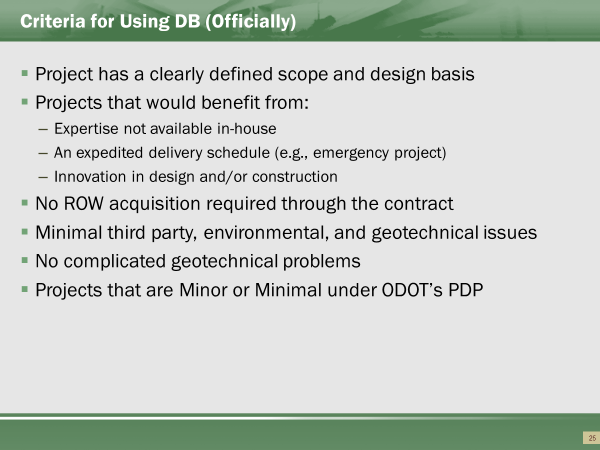 Criteria for Using DB (Officially)
▪ Project has a clearly defined scope and design basis
▪ Projects that would benefit from:
– Expertise not available in-house
– An expedited delivery schedule (e.g., emergency project)
– Innovation in design and/or construction
▪ No ROW acquisition required through the contract
▪ Minimal third party, environmental, and geotechnical issues
▪ No complicated geotechnical problems
▪ Projects that are Minor or Minimal under ODOT's PDP
25